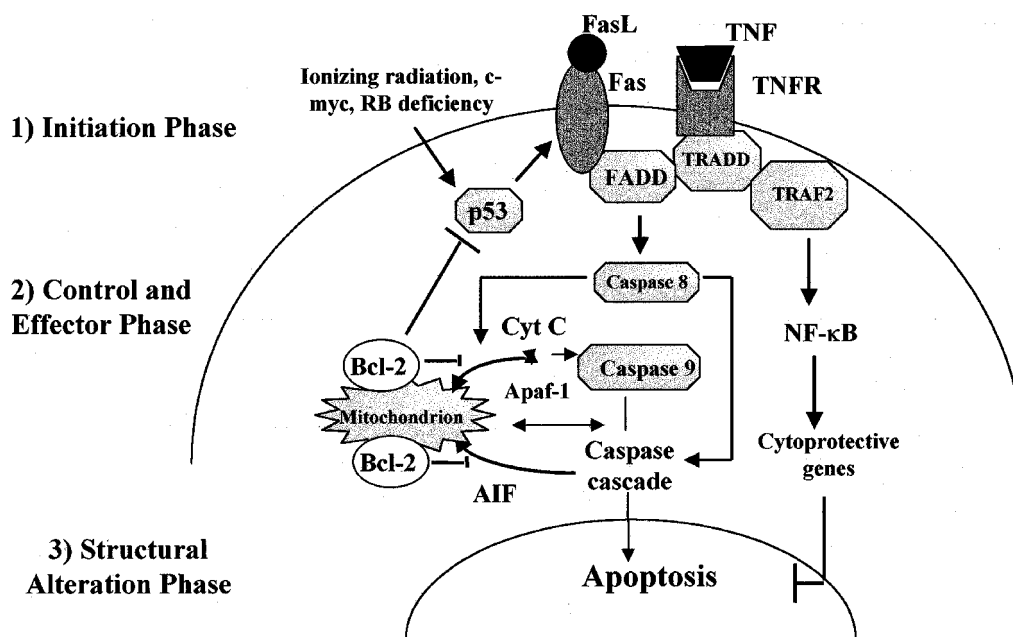 FasL
TNF
Ionizing radiation, c-
myc, RB deficiency
Fas
TNFR
1) Initiation Phase
TRADD
FADD
TRAF2
p53
2) Control and
Effector Phase
Caspase 8
NF-κB
Cyt C
Bcl-2
Caspase 9
Apaf-1
Mitochondrion
Caspase
cascade
Cytoprotective
genes
Bcl-2
AIF
3) Structural
Alteration Phase
Apoptosis